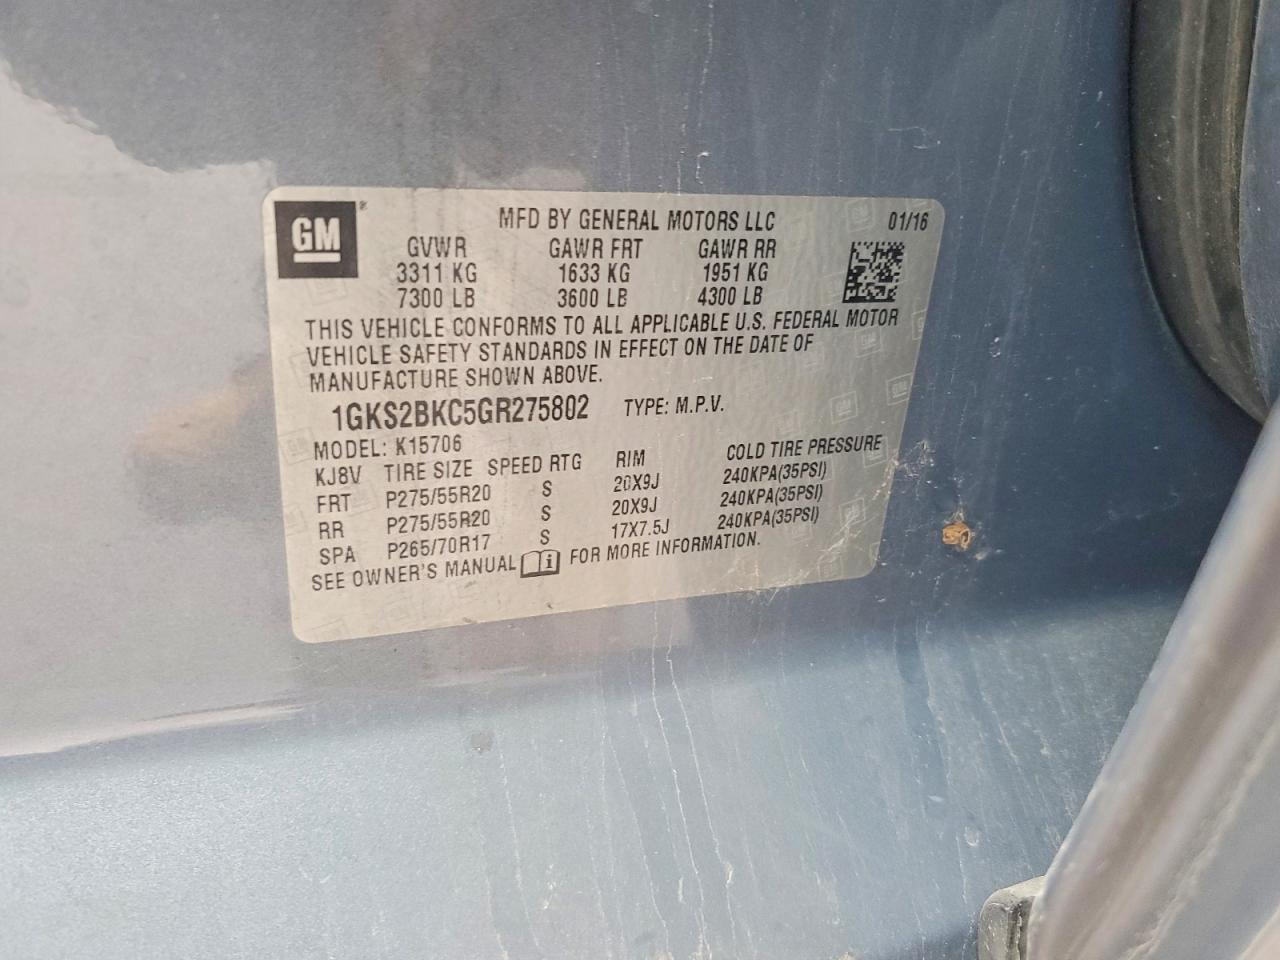 GM® MFD BY GENERAL MOTORS LLC 01/16
GVWR GAWR FRT GAWR RR
3311 KG 1633 KG 1951 KG
7300 LB 3600 LB 4300 LB
THIS VEHICLE CONFORMS TO ALL APPLICABLE U.S. FEDERAL MOTOR
VEHICLE SAFETY STANDARDS IN EFFECT ON THE DATE OF
MANUFACTURE SHOWN ABOVE.
1GKS2BKC5GR275802 TYPE: M.P.V.
MODEL: K15706
KJ8V TIRE SIZE SPEED RTG RIM COLD TIRE PRESSURE
FRT P275/55R20 S 20X9J 240KPA(35PSI)
RR P275/55R20 S 20X9J 240KPA(35PSI)
SPA P265/70R17 S 17X7.5J 240KPA(35PSI)
SEE OWNER'S MANUAL i FOR MORE INFORMATION.